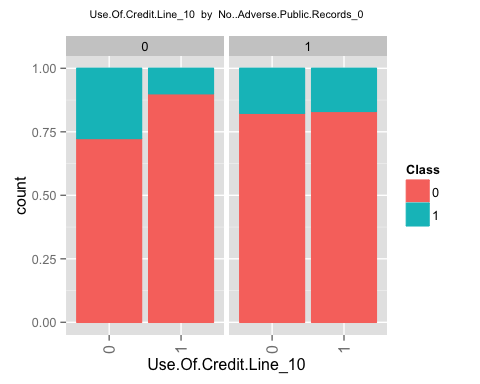 Use.Of.Credit.Line_10 by No..Adverse.Public.Records_0
0 1
1.00
0.75
0.50
0.25
0.00
count
0 1 0 1
Use.Of.Credit.Line_10
Class
0
1